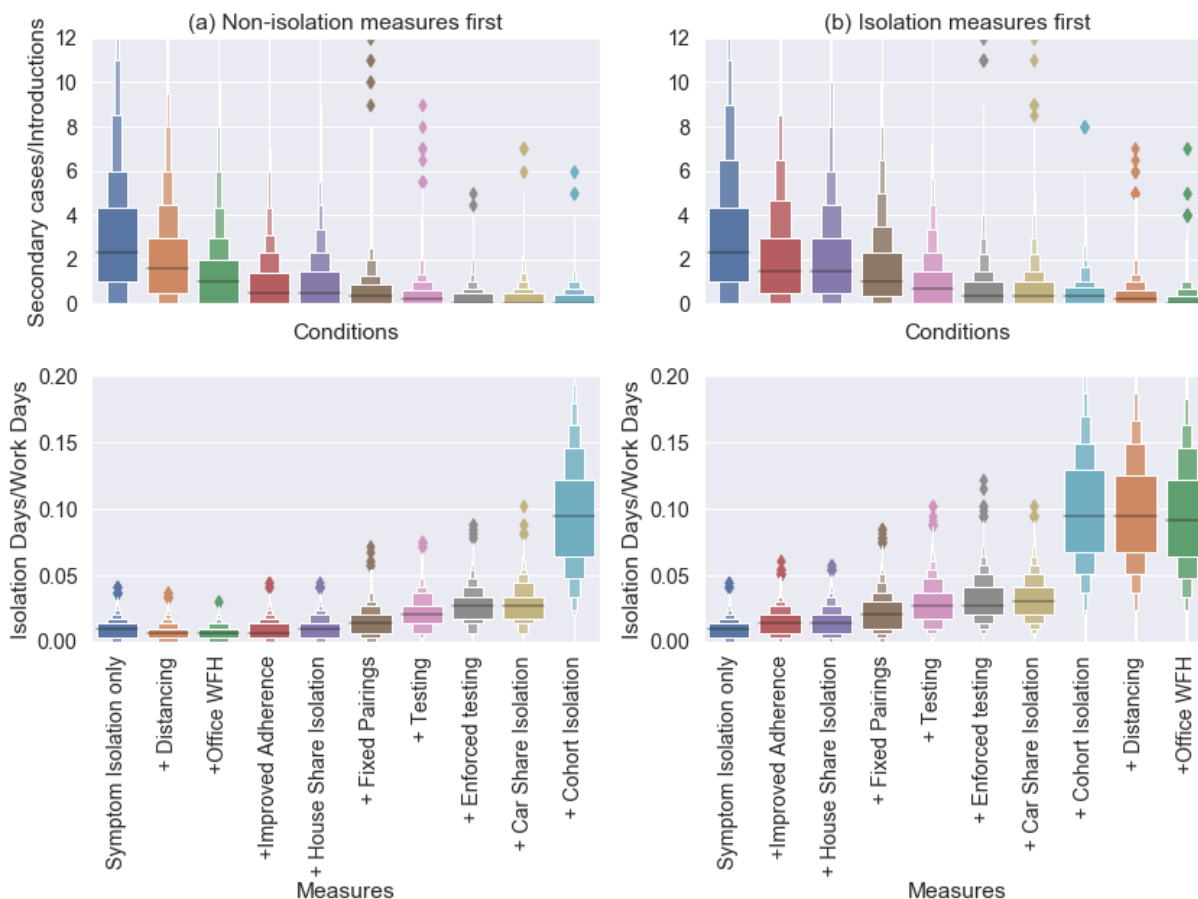 (a) Non-isolation measures first
(b) Isolation measures first
Secondary cases/Introductions
12
10
8
6
4
2
0
Conditions
12
10
8
6
4
2
0
Conditions
Isolation Days/Work Days
0.20
0.15
0.10
0.05
0.00
Symptom Isolation only
+ Distancing
+Office WFH
+Improved Adherence
+ House Share Isolation
+ Fixed Pairings
+ Testing
+ Enforced testing
+ Car Share Isolation
+ Cohort Isolation
Measures
Isolation Days/Work Days
0.20
0.15
0.10
0.05
0.00
Symptom Isolation only
+Improved Adherence
+ House Share Isolation
+ Fixed Pairings
+ Testing
+ Enforced testing
+ Car Share Isolation
+ Cohort Isolation
+ Distancing
+Office WFH
Measures